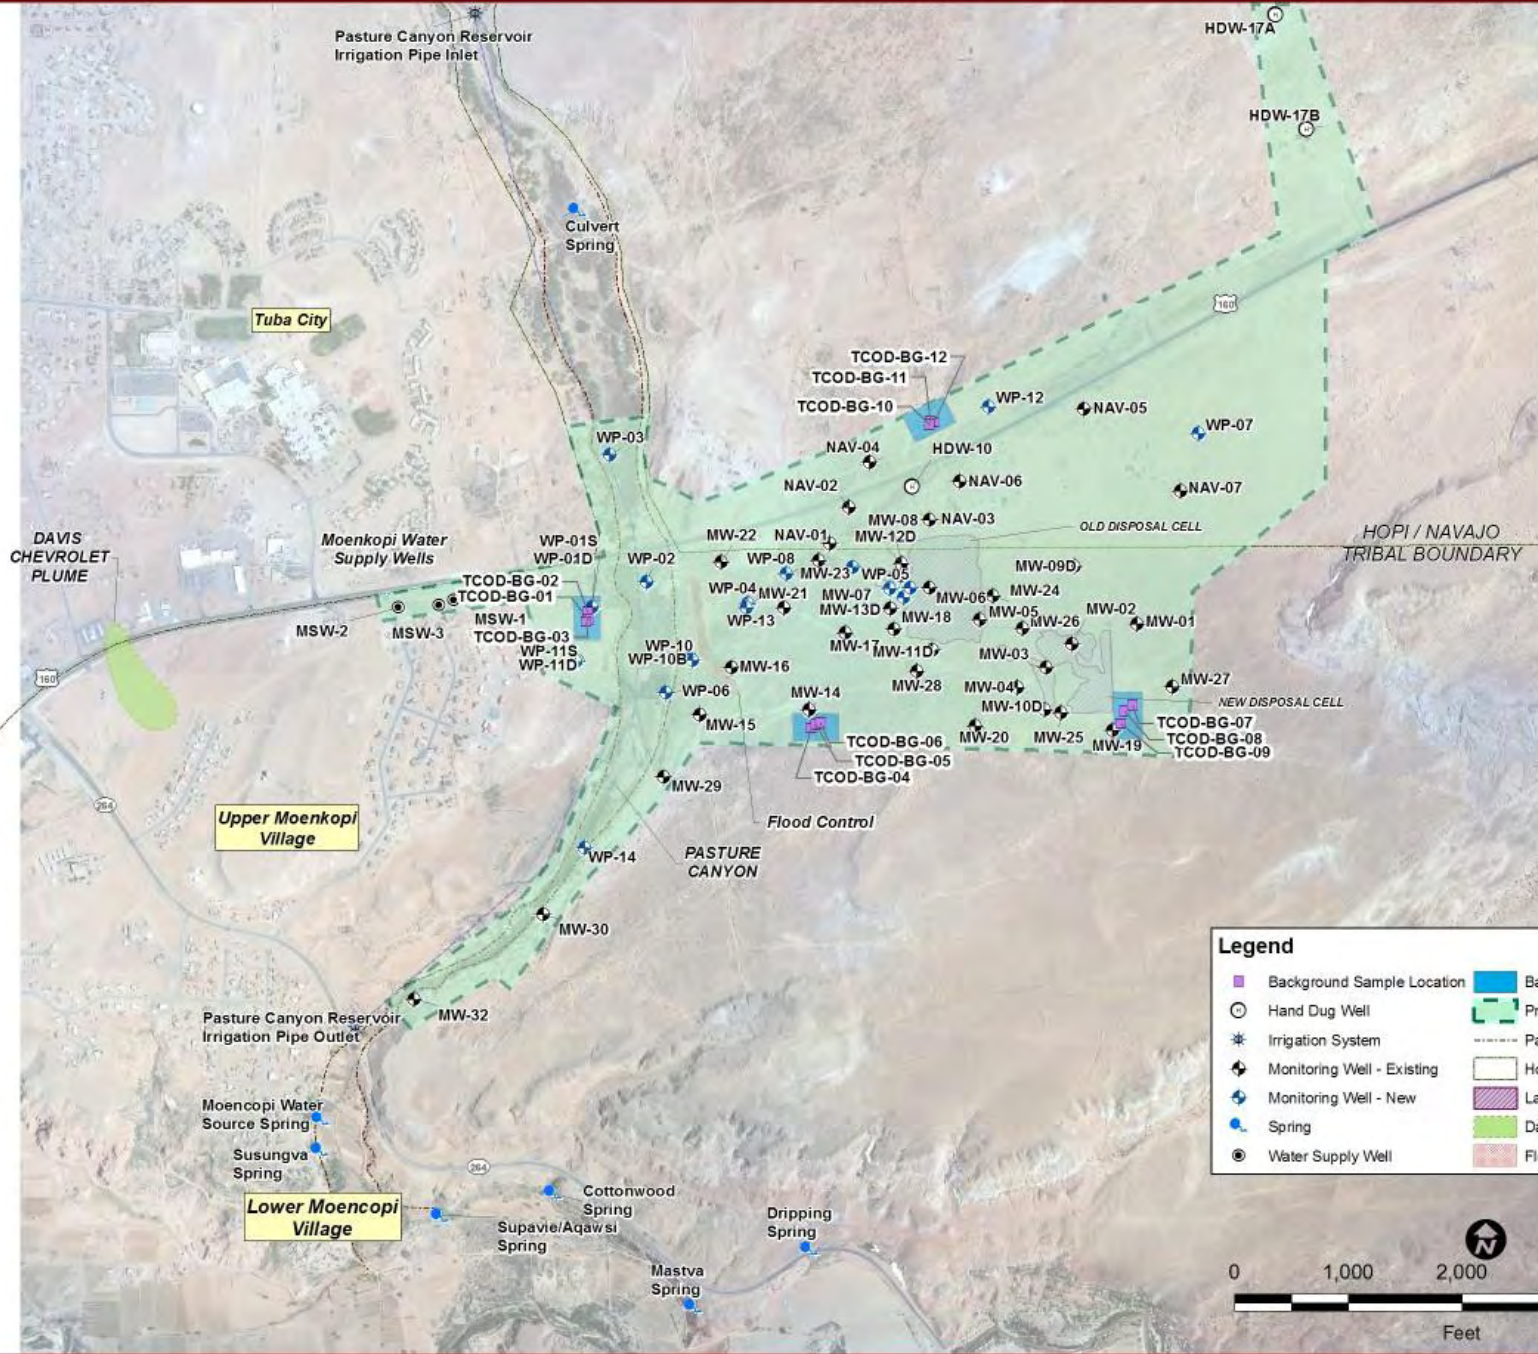 Pasture Canyon Reservoir
Irrigation Pipe Inlet
HDW-17A
HDW-17B
Culvert
Spring
Tuba City
160
TCOD-BG-12
TCOD-BG-11
TCOD-BG-10
WP-12
NAV-05
WP-07
WP-03
NAV-04
HDW-10
NAV-02
NAV-06
NAV-07
MW-08
NAV-03
OLD DISPOSAL CELL
HOPI / NAVAJO
TRIBAL BOUNDARY
DAVIS
CHEVROLET
PLUME
Moenkopi Water
Supply Wells
WP-01S
WP-01D
WP-02
MW-22
NAV-01
MW-12D
WP-08
MW-23
WP-05
MW-09D
TCOD-BG-02
TCOD-BG-01
WP-04
MW-21
MW-07
MW-06
MW-24
WP-13
MW-13D
MW-18
MW-05
MW-02
MW-26
MW-01
MSW-2
MSW-3
MSW-1
TCOD-BG-03
WP-11S
WP-11D
WP-10
WP-10B
MW-16
MW-17
MW-11D
MW-03
MW-28
MW-04
MW-27
160
WP-06
MW-14
MW-10D
NEW DISPOSAL CELL
MW-15
MW-20
MW-25
MW-19
TCOD-BG-07
TCOD-BG-08
TCOD-BG-09
TCOD-BG-06
TCOD-BG-05
TCOD-BG-04
MW-29
264
Upper Moenkopi
Village
Flood Control
WP-14
PASTURE
CANYON
MW-30
MW-32
Pasture Canyon Reservoir
Irrigation Pipe Outlet
Moencopi Water
Source Spring
Susungva
Spring
264
Lower Moencopi
Village
Cottonwood
Spring
Supavie/Aqawsi
Spring
Dripping
Spring
Mastva
Spring
Legend
Background Sample Location
Ba
Hand Dug Well
Pr
Irrigation System
Pa
Monitoring Well - Existing
Ho
Monitoring Well - New
La
Spring
Da
Water Supply Well
Fl
N
0 1,000 2,000
Feet